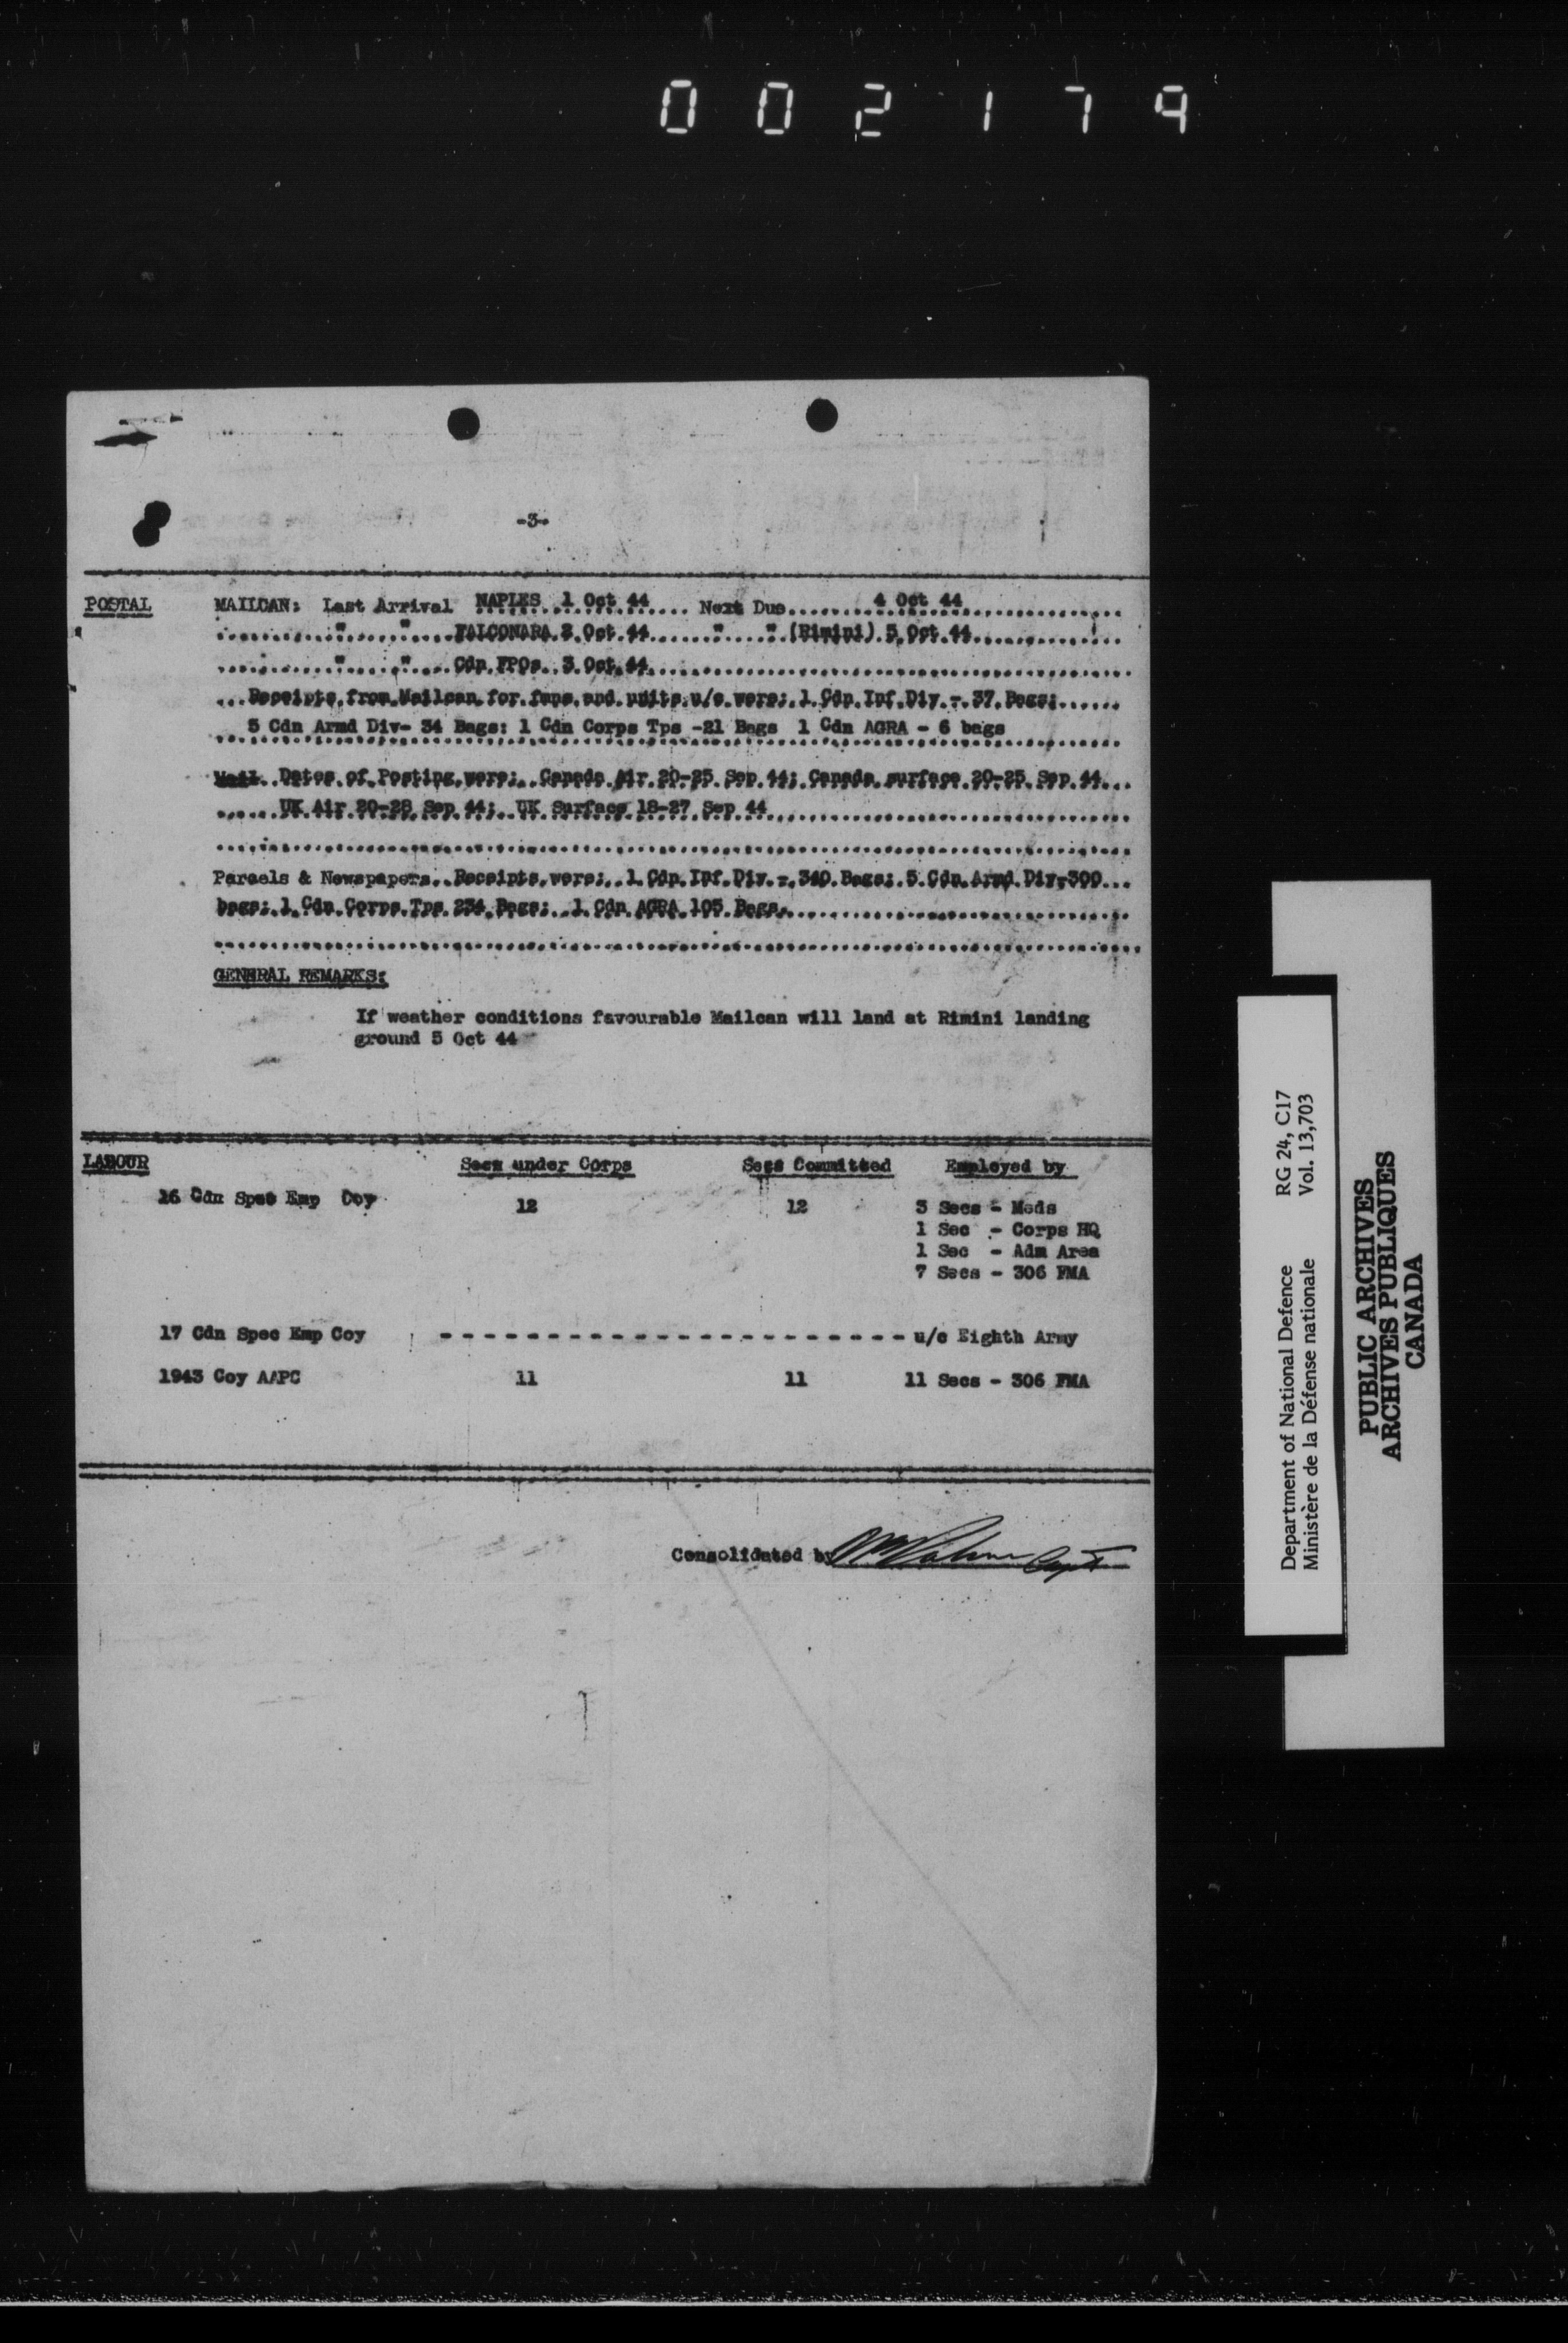 002179
-3-
POSTAL MAILCAN: Last Arrival NAPLES 1 Oct 44 Next Due 4 Oct 44
" " FALCONARA 3 Oct 44 " " (Rimini) 5 Oct 44
" " Cdn FPOs 3 Oct 44
Receipts from Mailcan for fmns and units u/c were: 1 Cdn Inf Div - 37 Bags:
5 Cdn Armd Div- 34 Bags: 1 Cdn Corps Tps -21 Bags 1 Cdn AGRA - 6 bags
Mail Dates of Posting were: Canada Air 20-25 Sep 44; Canada surface 20-25 Sep 44
UK Air 20-28 Sep 44; UK Surface 18-27 Sep 44
Parcels & Newspapers Receipts were: 1 Cdn Inf Div - 340 Bags: 5 Cdn Armd Div-300
bags: 1 Cdn Corps Tps 234 Bags: 1 Cdn AGRA 105 Bags.
GENERAL REMARKS:
If weather conditions favourable Mailcan will land at Rimini landing
ground 5 Oct 44
LABOUR Secs under Corps Secs Committed Employed by
16 Cdn Spec Emp Coy 12 12 3 Secs - Meds
1 Sec - Corps HQ
1 Sec - Adm Area
7 Secs - 306 FMA
17 Cdn Spec Emp Coy - - - - - - - - - - - - - - - - - - - - - - u/c Eighth Army
1943 Coy AAPC 11 11 11 Secs - 306 FMA
Consolidated by Capt
Department of National Defence RG 24, C17
Ministère de la Défense nationale Vol. 13,703
PUBLIC ARCHIVES
ARCHIVES PUBLIQUES
CANADA